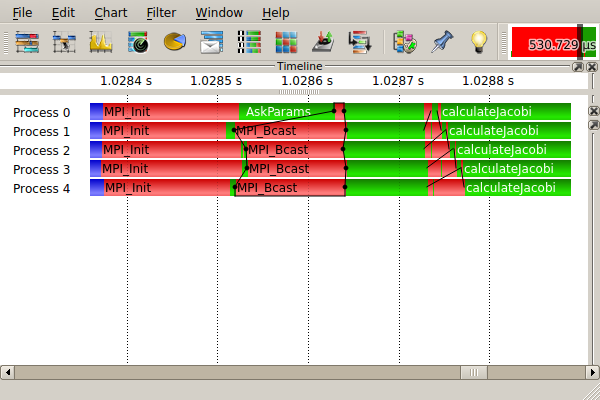 File Edit Chart Filter Window Help
530.729 µs
Timeline
1.0284 s 1.0285 s 1.0286 s 1.0287 s 1.0288 s
Process 0 MPI_Init AskParams calculateJacobi
Process 1 MPI_Init MPI_Bcast calculateJacobi
Process 2 MPI_Init MPI_Bcast calculateJacobi
Process 3 MPI_Init MPI_Bcast calculateJacobi
Process 4 MPI_Init MPI_Bcast calculateJacobi